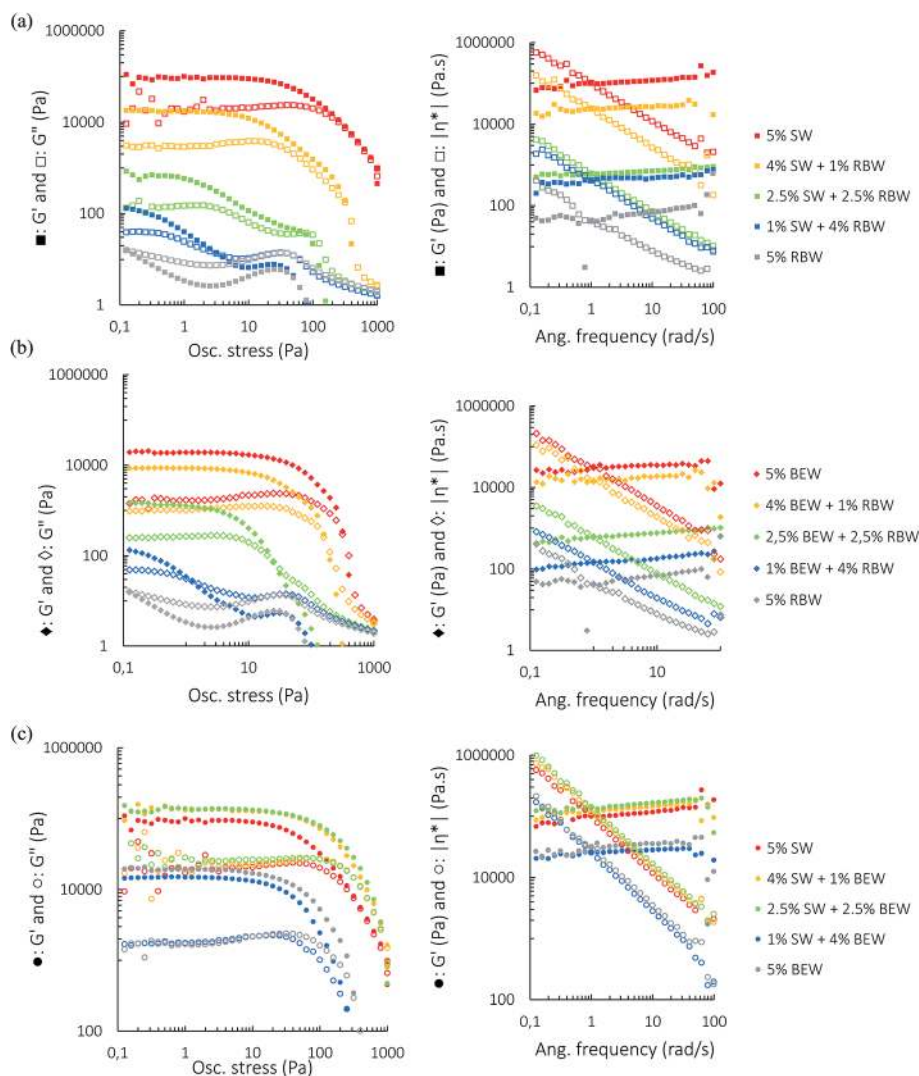 (a)
1000000
10000
100
1
■: G' and □: G" (Pa)
0,1 1 10 100 1000
Osc. stress (Pa)
1000000
10000
100
1
■: G' (Pa) and □: |η*| (Pa.s)
0,1 1 10 100
Ang. frequency (rad/s)
5% SW
4% SW + 1% RBW
2.5% SW + 2.5% RBW
1% SW + 4% RBW
5% RBW
(b)
1000000
10000
100
1
◆: G' and ◊: G" (Pa)
0,1 10 1000
Osc. stress (Pa)
1000000
10000
100
1
◆: G' (Pa) and ◊: |η*| (Pa.s)
0,1 1 10
Ang. frequency (rad/s)
5% BEW
4% BEW + 1% RBW
2,5% BEW + 2,5% RBW
1% BEW + 4% RBW
5% RBW
(c)
1000000
10000
100
●: G' and ○: G" (Pa)
0,1 1 10 100 1000
Osc. stress (Pa)
1000000
10000
100
●: G' (Pa) and ○: |η*| (Pa.s)
0,1 1 10 100
Ang. frequency (rad/s)
5% SW
4% SW + 1% BEW
2.5% SW + 2.5% BEW
1% SW + 4% BEW
5% BEW